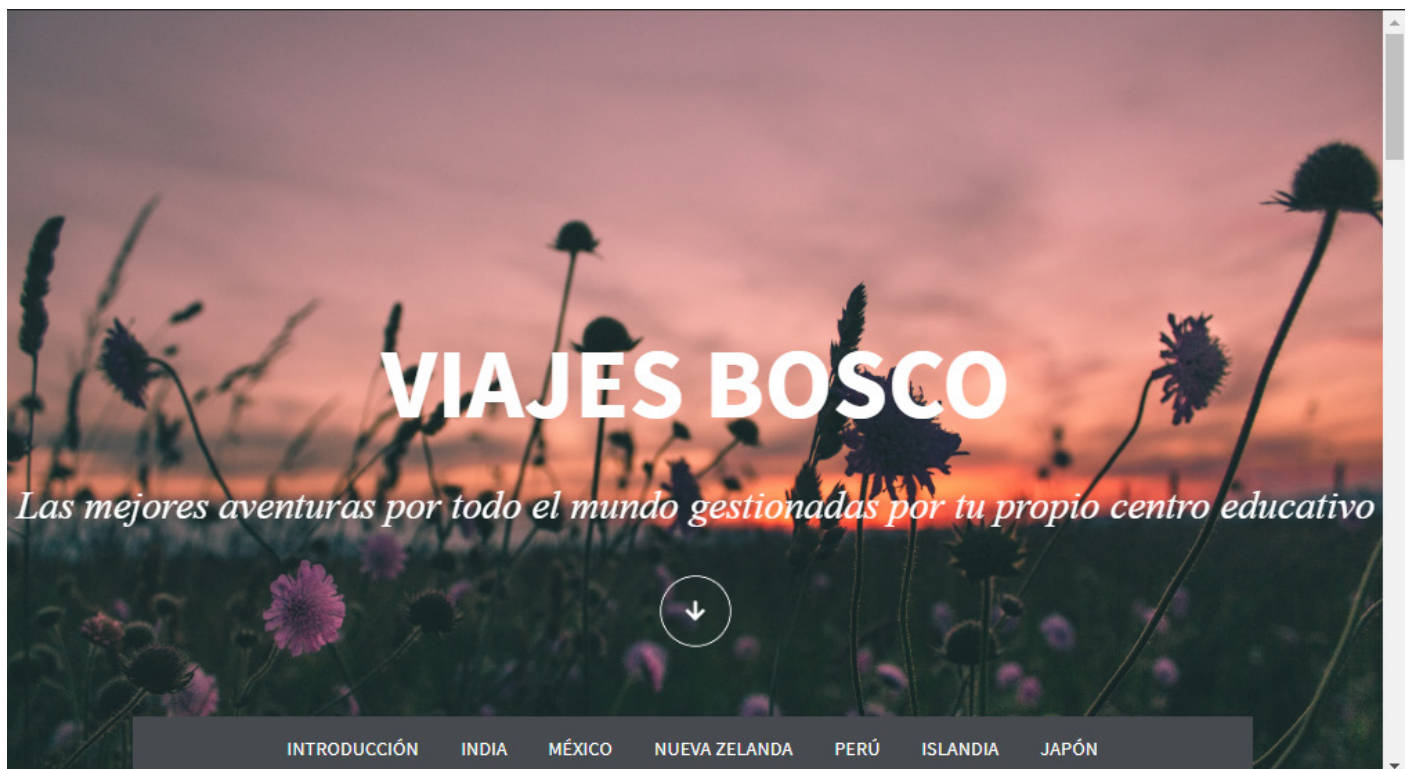 VIAJES BOSCO
Las mejores aventuras por todo el mundo gestionadas por tu propio centro educativo
INTRODUCCIÓN INDIA MÉXICO NUEVA ZELANDA PERÚ ISLANDIA JAPÓN